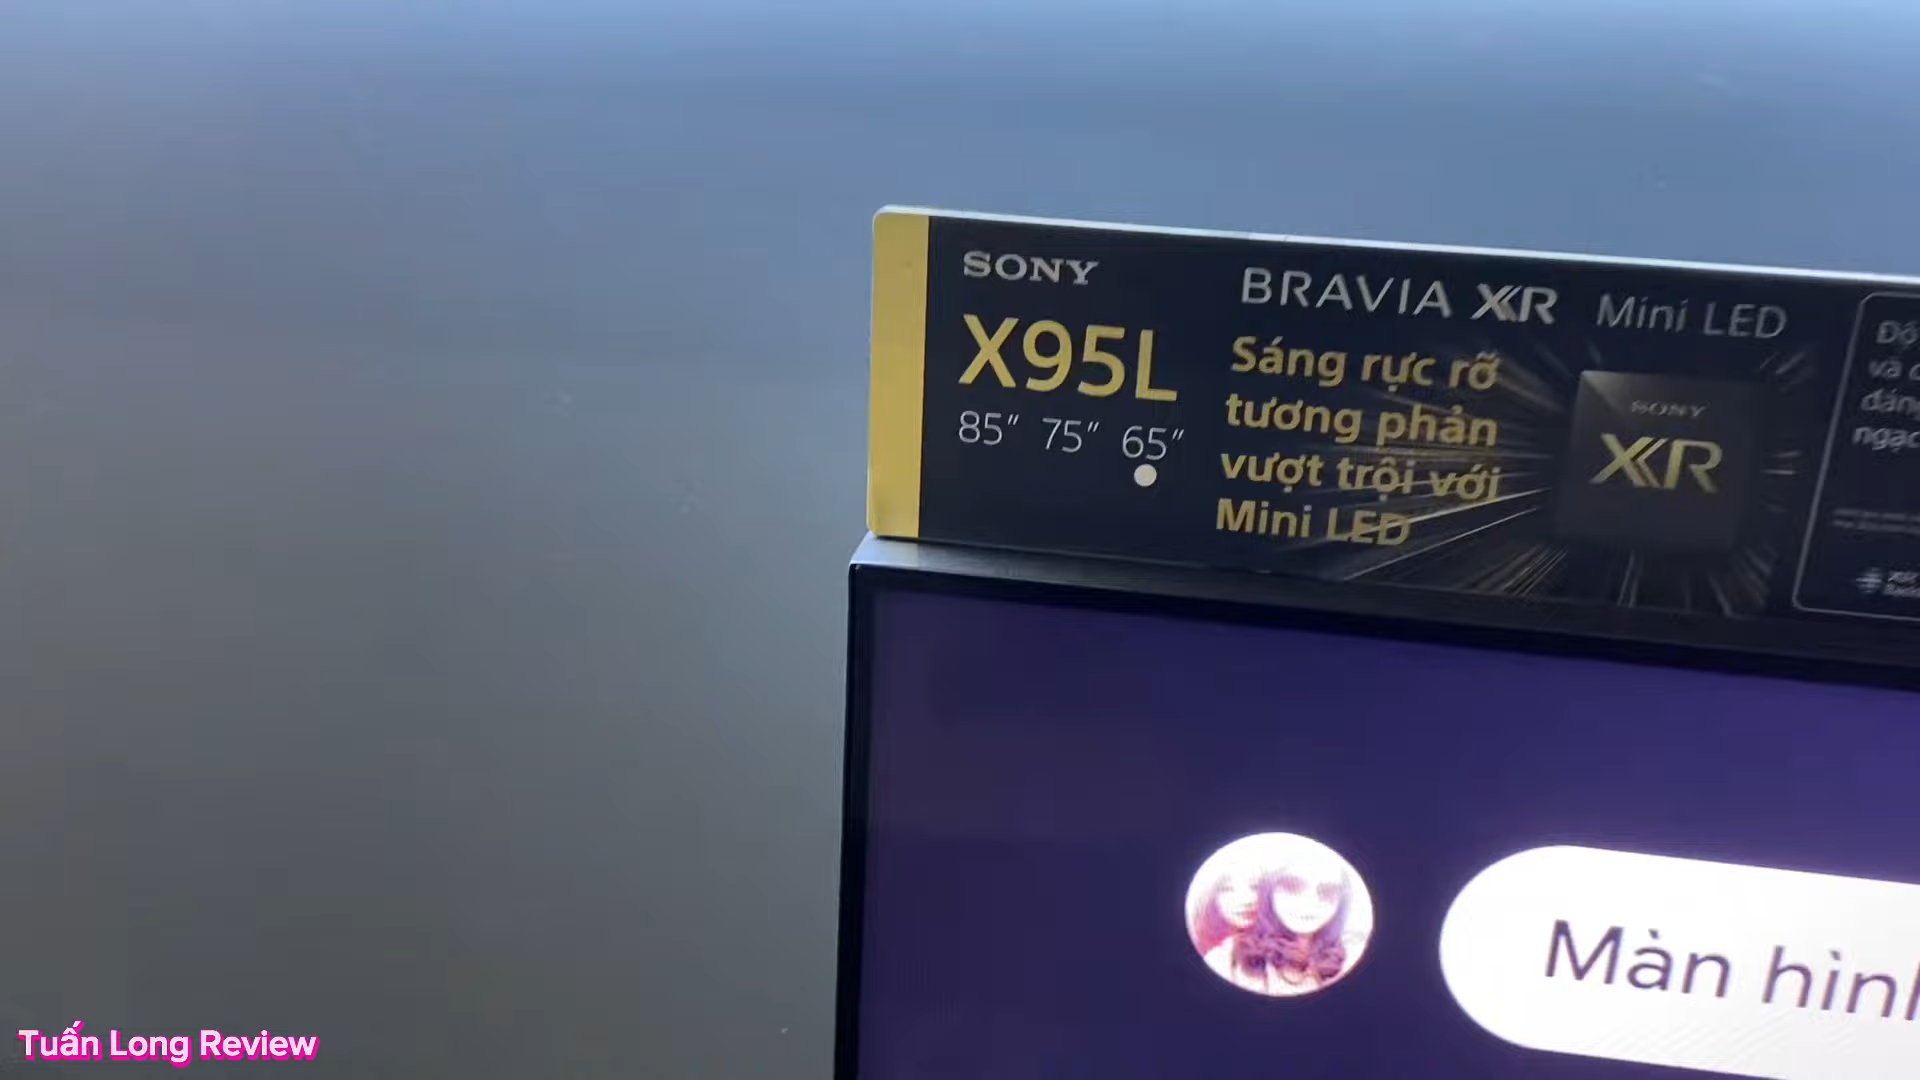 SONY
X95L
85" 75" 65"
BRAVIA XR Mini LED
Sáng rực rỡ
tương phản
vượt trội với
Mini LED
SONY
XR
Màn hìn
Tuấn Long Review